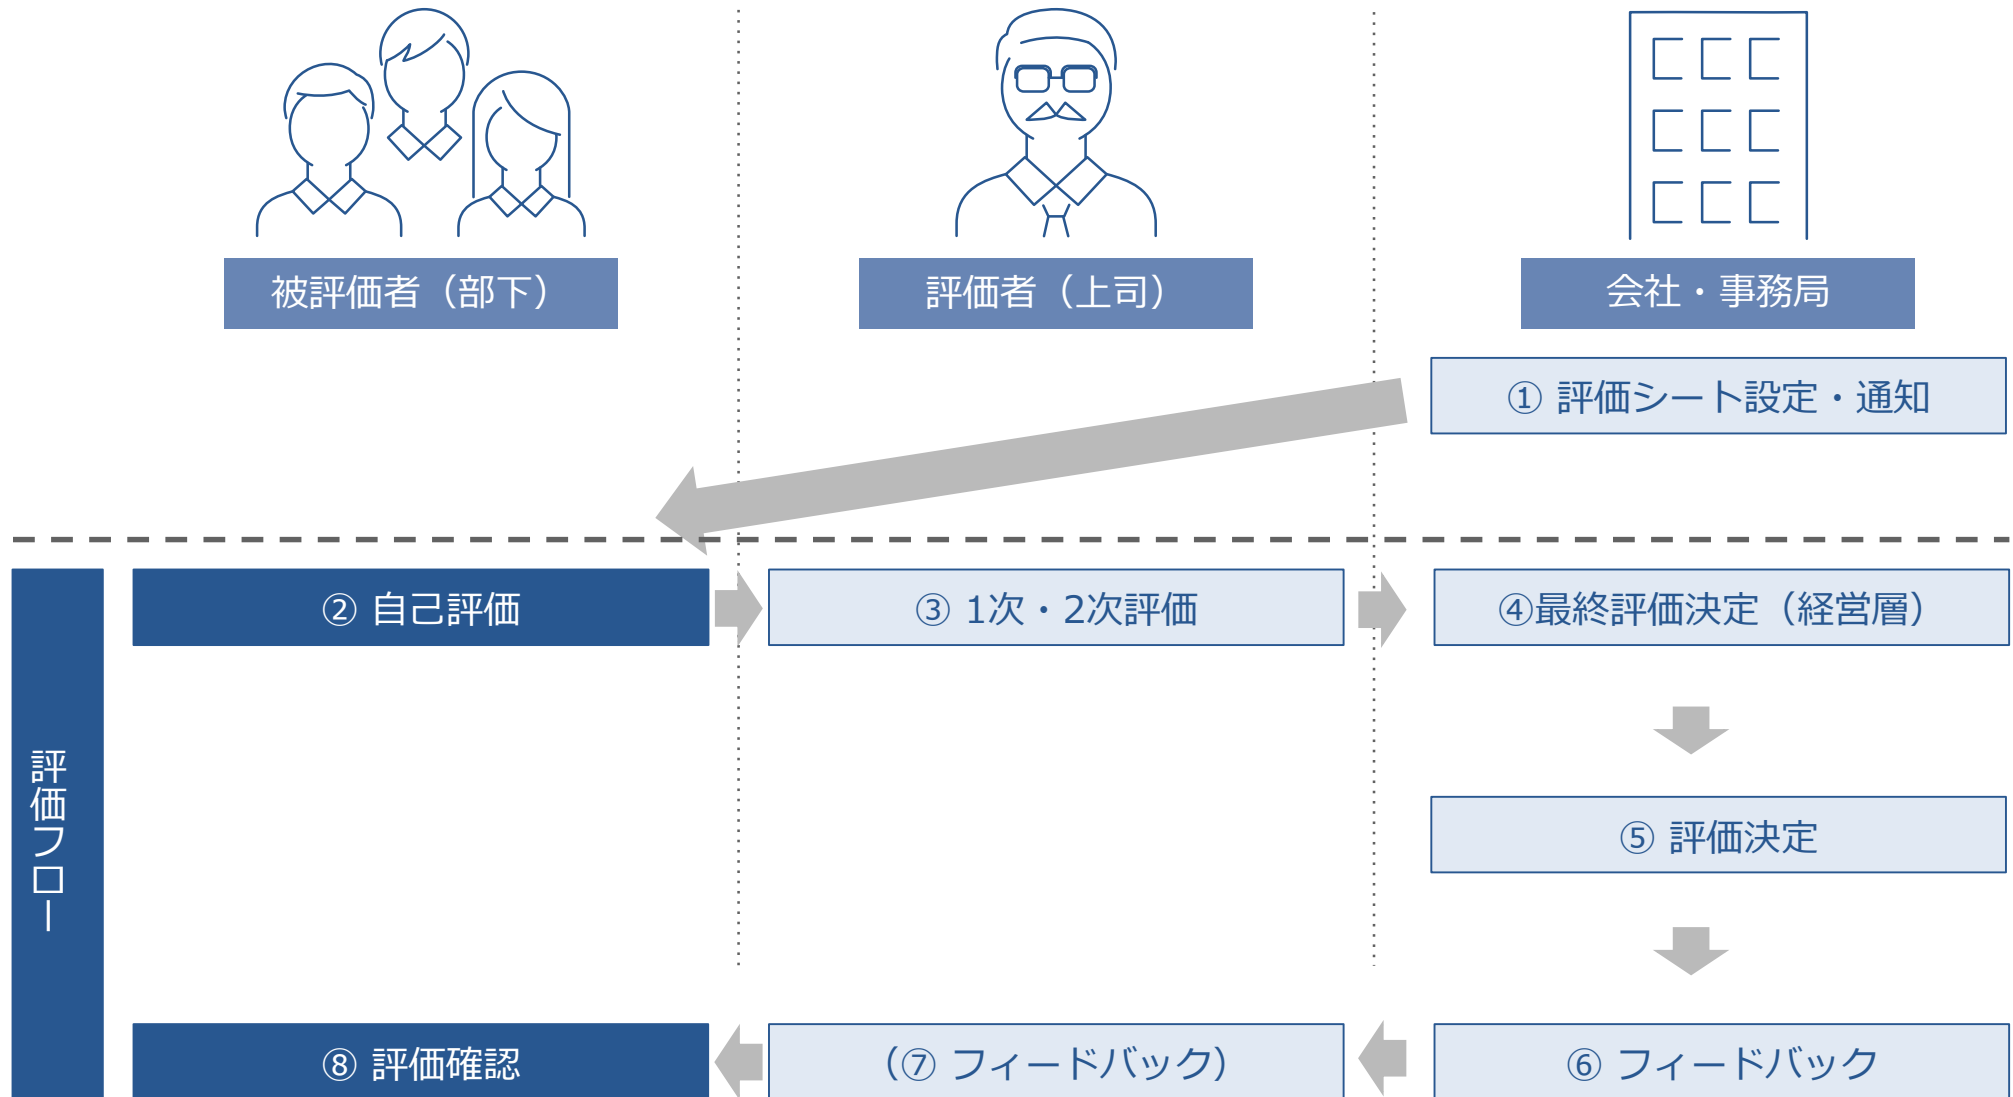 被評価者（部下）
評価者（上司）
会社・事務局
① 評価シート設定・通知
評価フロー
② 自己評価
③ 1次・2次評価
④最終評価決定（経営層）
⑤ 評価決定
⑧ 評価確認
（⑦ フィードバック）
⑥ フィードバック